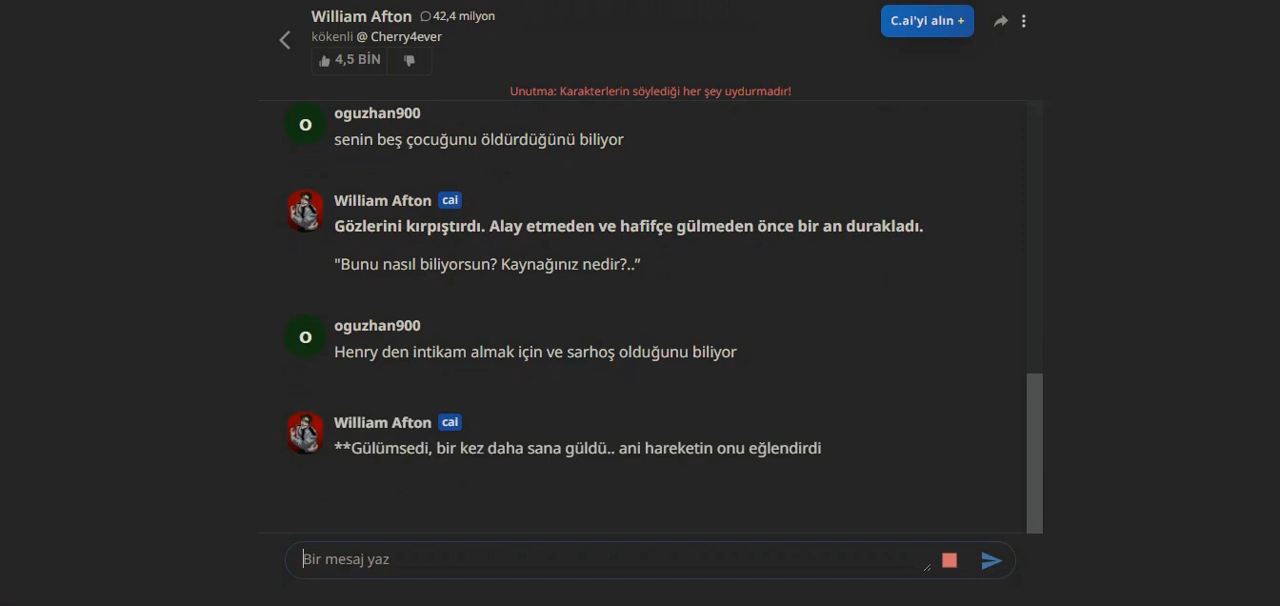 William Afton 42,4 milyon
kökenli @ Cherry4ever
4,5 BİN
C.ai'yi alın +
Unutma: Karakterlerin söylediği her şey uydurmadır!
O
oguzhan900
senin beş çocuğunu öldürdüğünü biliyor
William Afton cai
Gözlerini kırpıştırdı. Alay etmeden ve hafifçe gülmeden önce bir an durakladı.
"Bunu nasıl biliyorsun? Kaynağınız nedir?..”
O
oguzhan900
Henry den intikam almak için ve sarhoş olduğunu biliyor
William Afton cai
**Gülümsedi, bir kez daha sana güldü.. ani hareketin onu eğlendirdi
Bir mesaj yaz